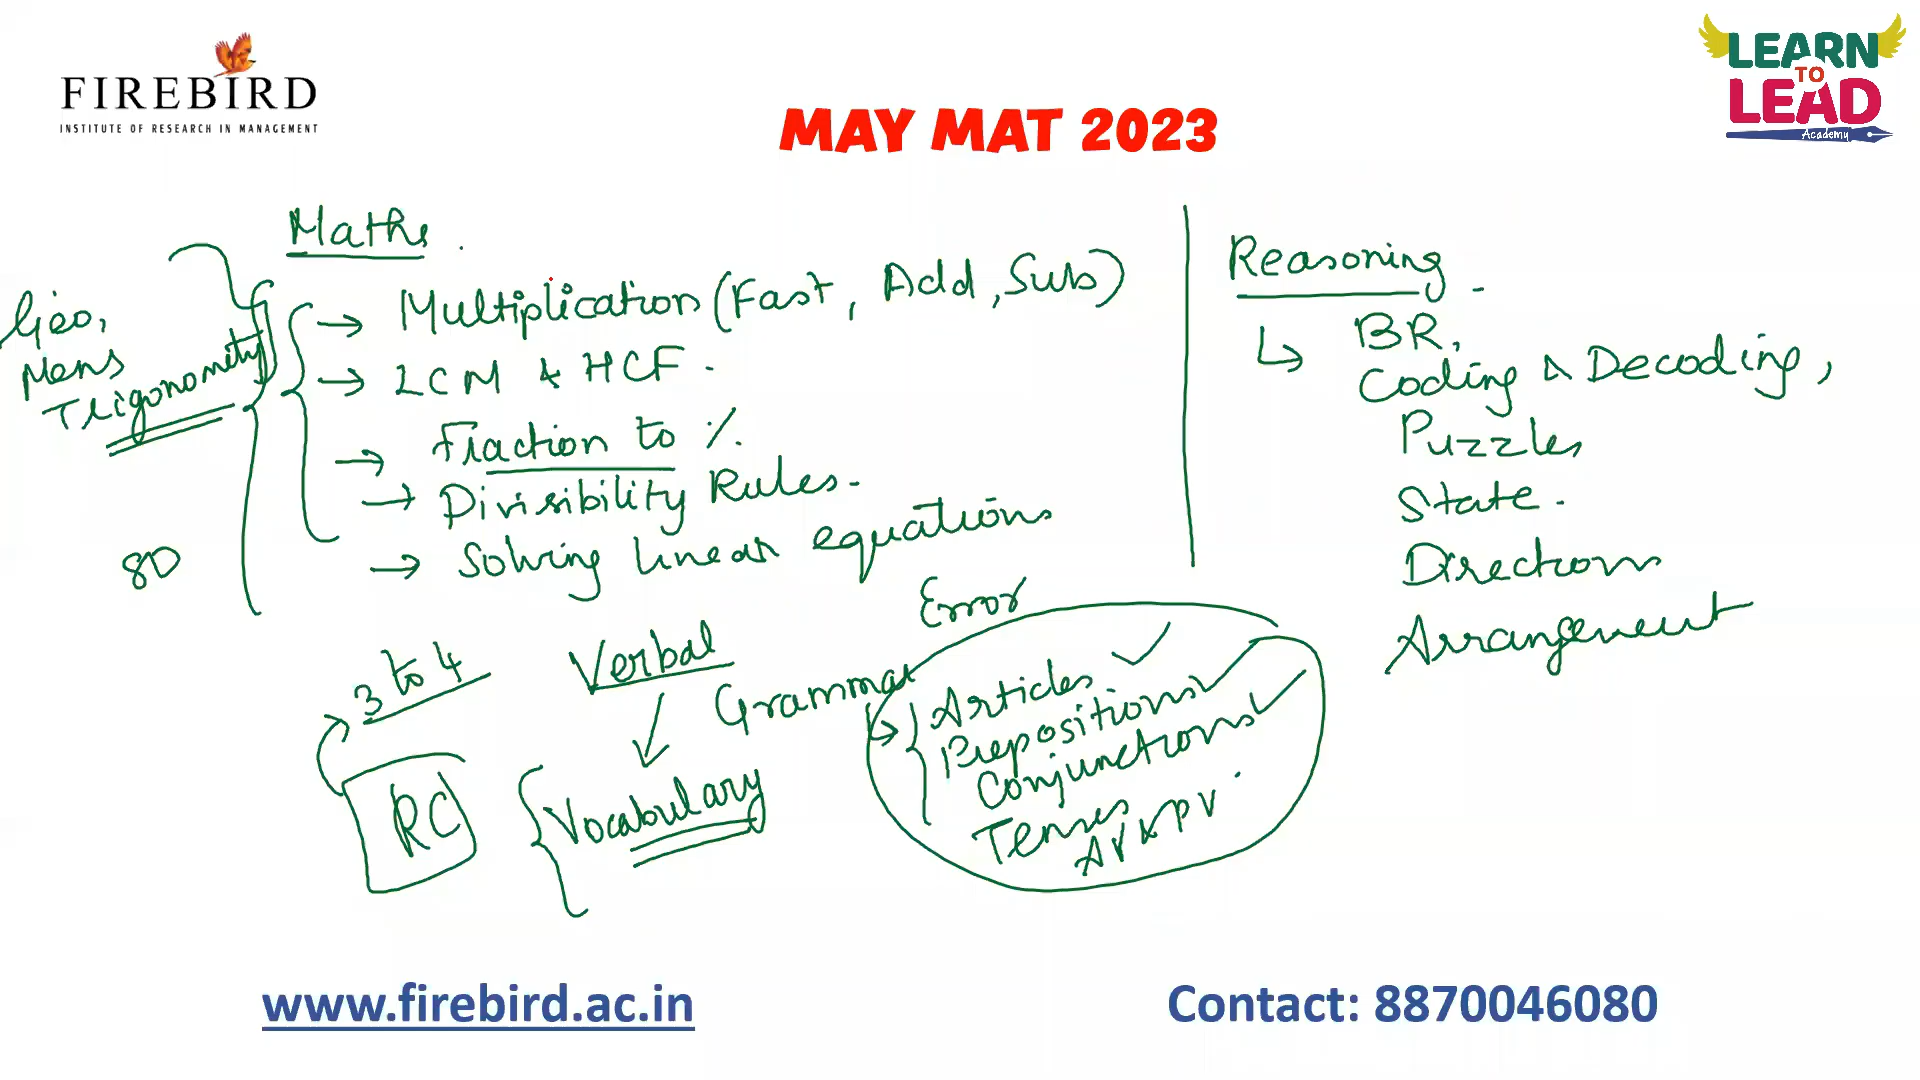 FIREBIRD
INSTITUTE OF RESEARCH IN MANAGEMENT
LEARN
TO
LEAD
Academy
MAY MAT 2023
Maths
Geo,
Mens
Trigonometry
→ Multiplication (Fast, Add, Sub)
→ LCM & HCF.
→ Fraction to %.
→ Divisibility Rules.
→ Solving linear equations
80
Reasoning
BR,
Coding & Decoding,
Puzzles
State.
Directions
Arrangement
3 to 4
RC
Verbal
Vocabulary
Grammar
Error
Articles
Prepositions
Conjunctions
Tenses
AV & PV
www.firebird.ac.in
Contact: 8870046080